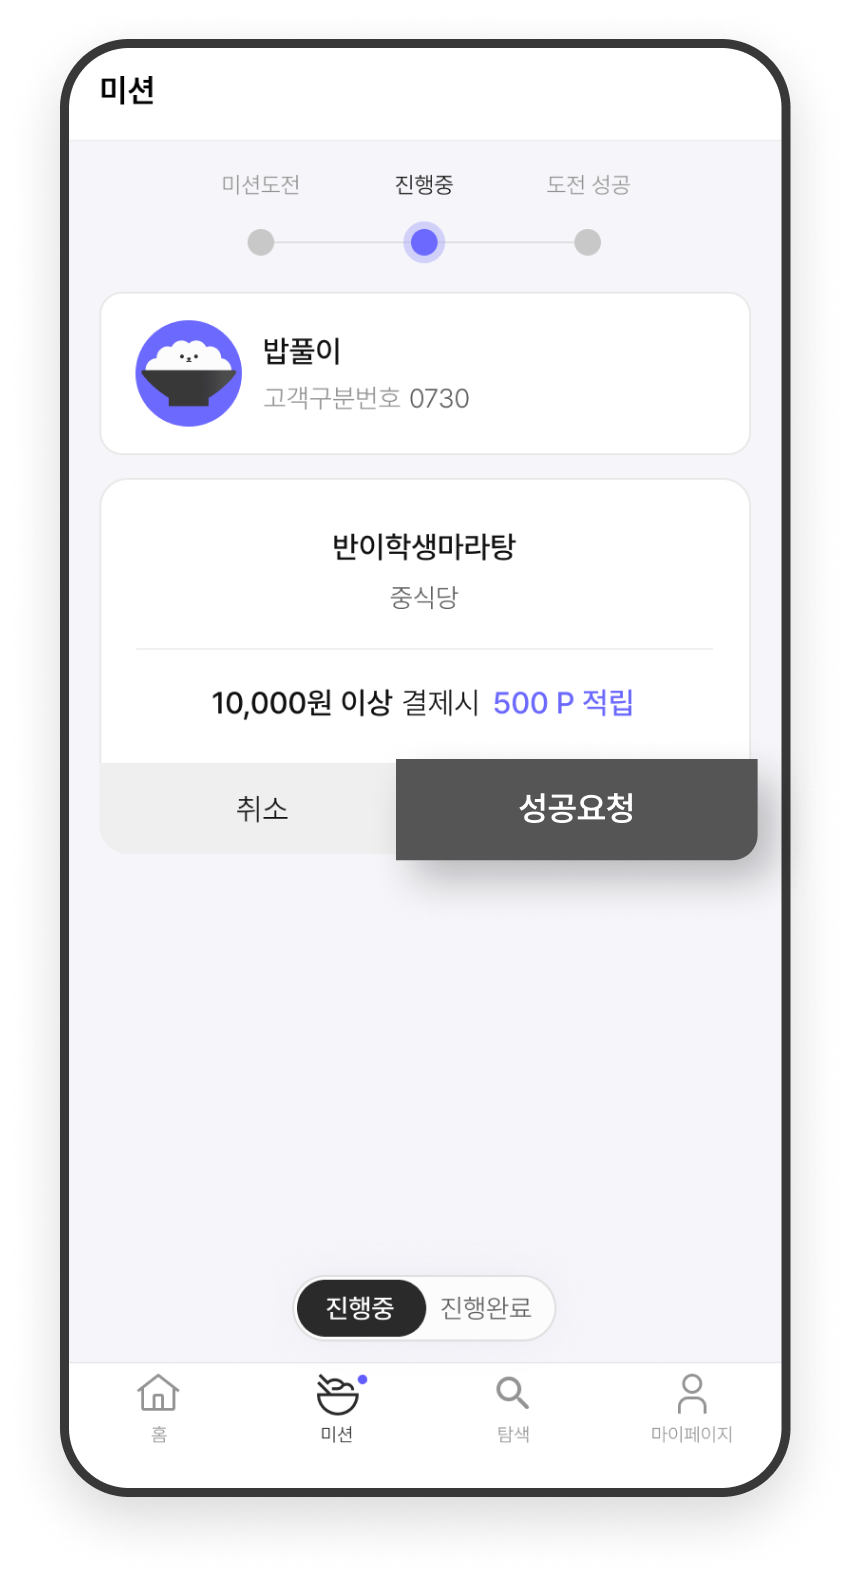 미션
미션도전 진행중 도전 성공
밥풀이
고객구분번호 0730
반이학생마라탕
중식당
10,000원 이상 결제시 500 P 적립
취소 성공요청
진행중 진행완료
홈 미션 탐색 마이페이지